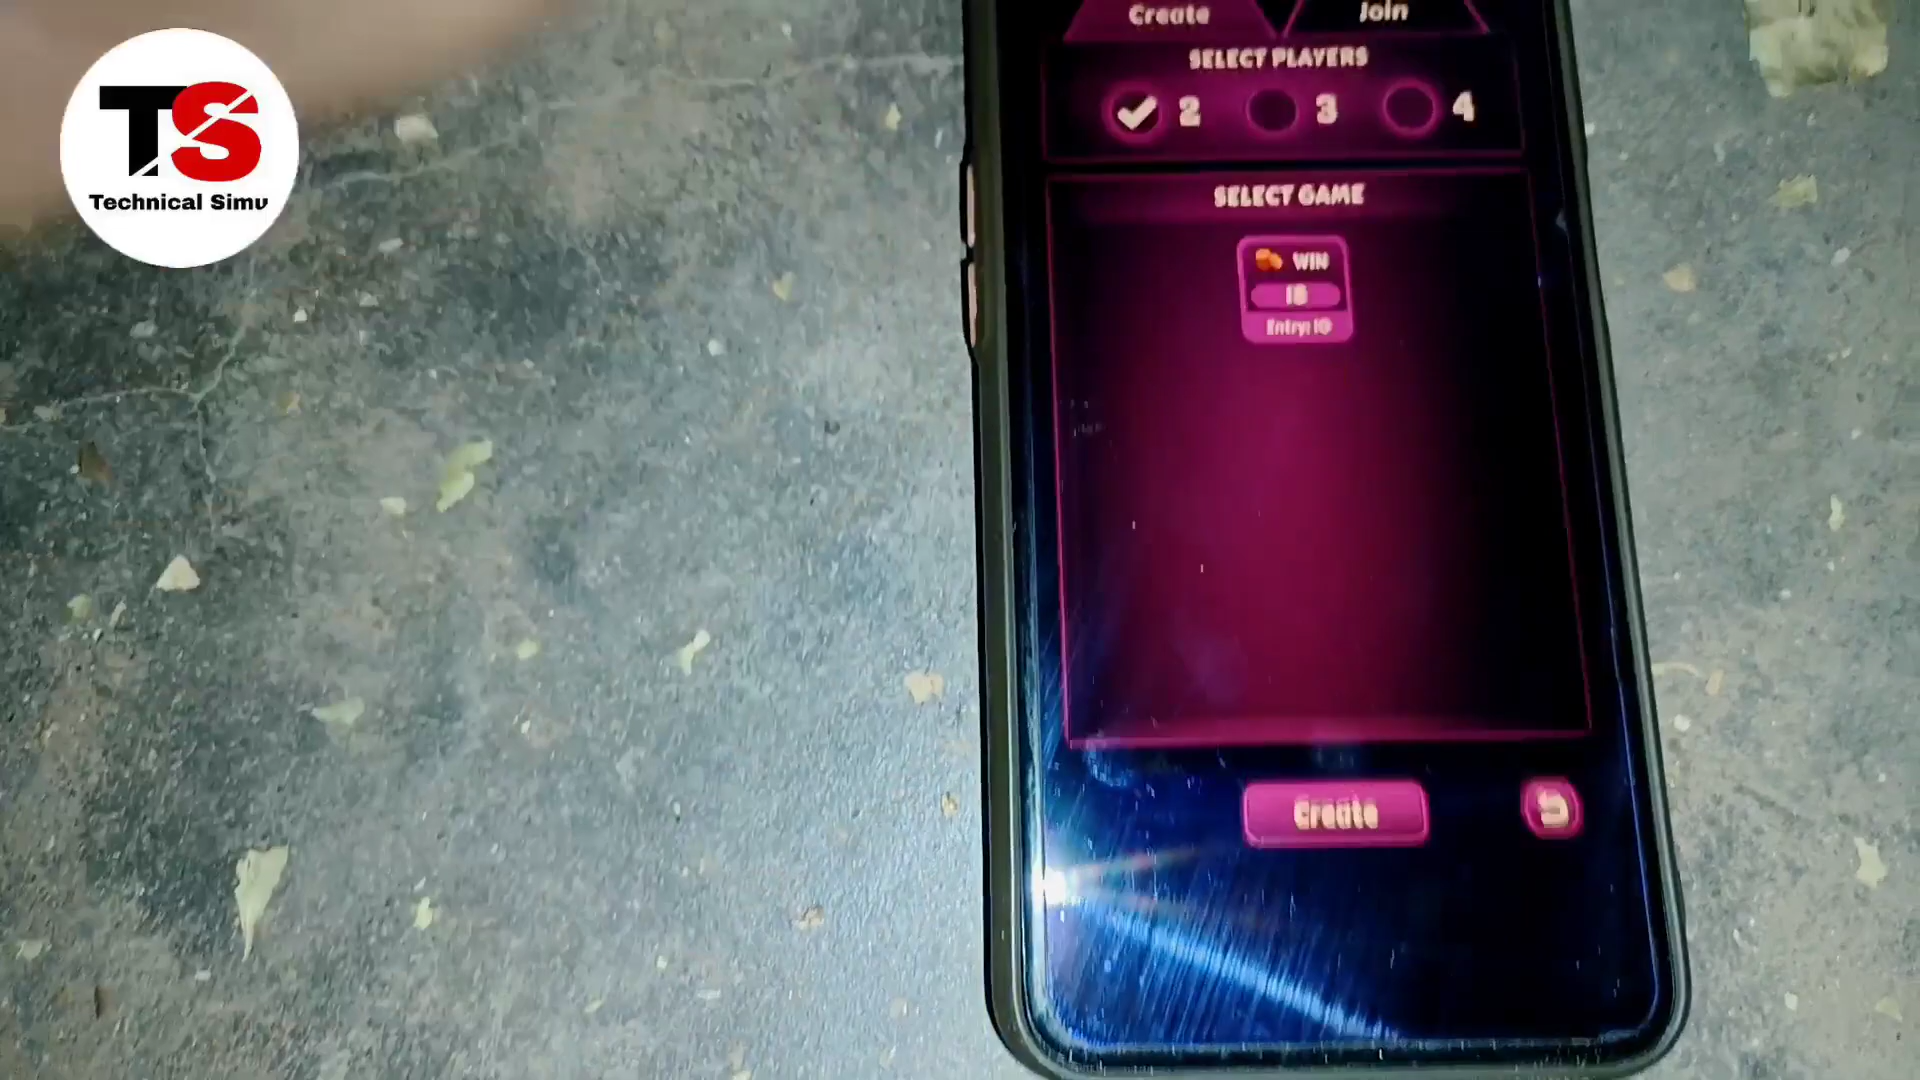 TS
Technical Simu
Create
Join
SELECT PLAYERS
2
3
4
SELECT GAME
WIN
18
Entry: 10
Create